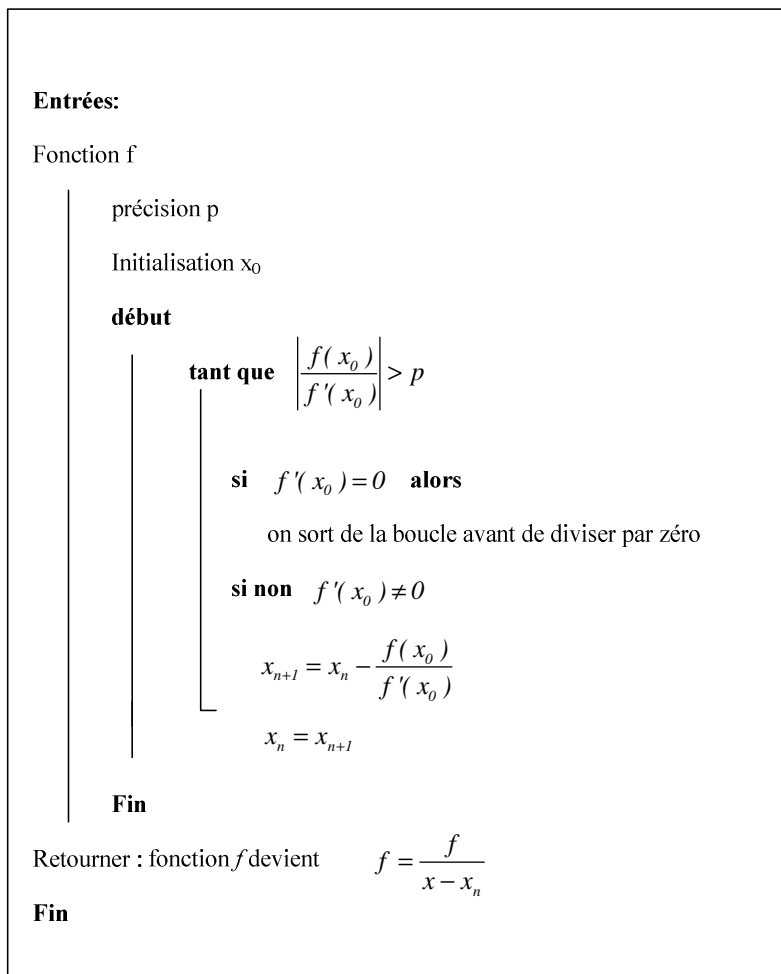 Entrées:
Fonction f
précision p
Initialisation x₀
début
tant que |f( x₀ ) / f '( x₀ )| > p
si f '( x₀ ) = 0 alors
on sort de la boucle avant de diviser par zéro
si non f '( x₀ ) ≠ 0
xₙ₊₁ = xₙ − f( x₀ ) / f '( x₀ )
xₙ = xₙ₊₁
Fin
Retourner : fonction f devient f = f / x − xₙ
Fin